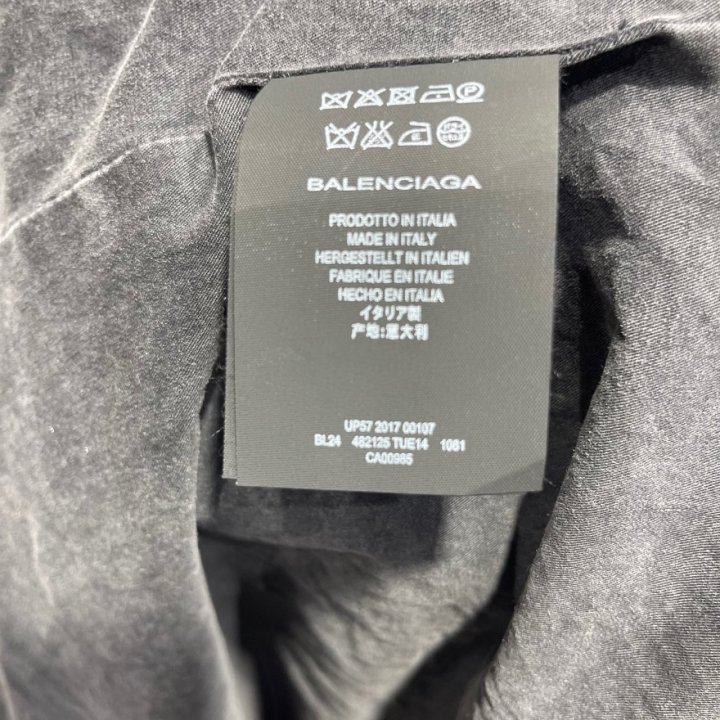 BALENCIAGA
PRODOTTO IN ITALIA
MADE IN ITALY
HERGESTELLT IN ITALIEN
FABRIQUE EN ITALIE
HECHO EN ITALIA
イタリア製
产地:意大利
UP57 2017 00107
BL24 482125 TUE14 1081
CA00985